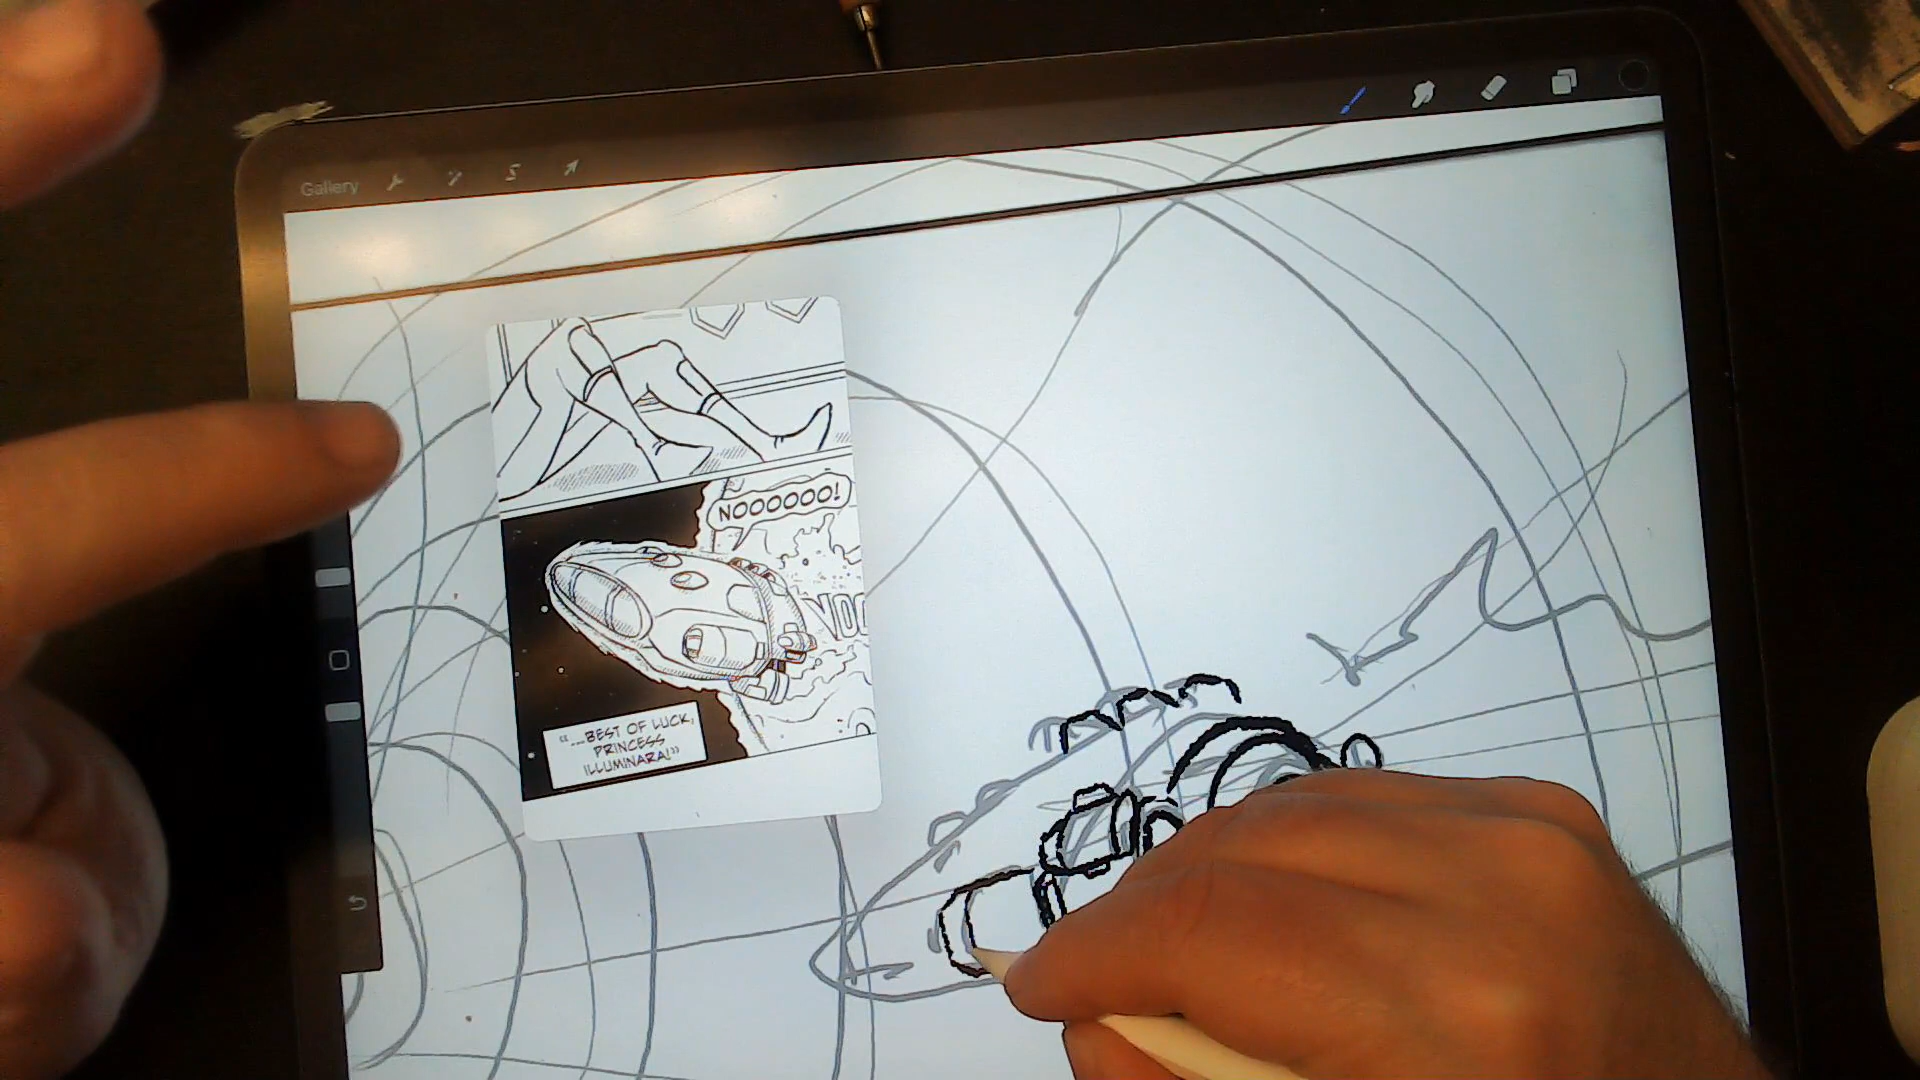 Gallery
NOOOOOO!
"...BEST OF LUCK,
PRINCESS
ILLUMINARA!"